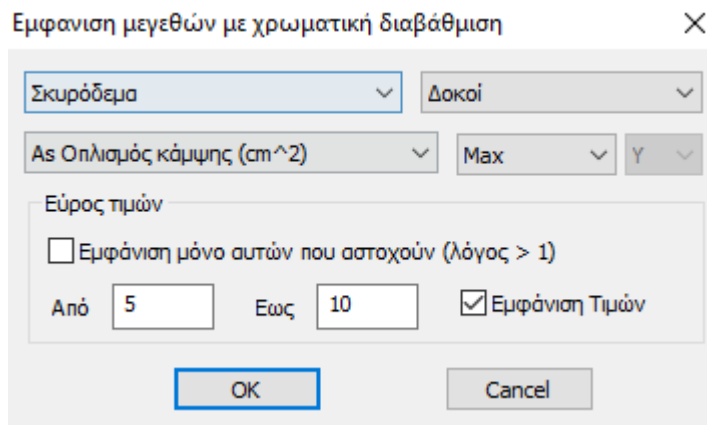 Εμφανιση μεγεθών με χρωματική διαβάθμιση
Σκυρόδεμα Δοκοί
As Οπλισμός κάμψης (cm^2) Max Y
Εύρος τιμών
Εμφάνιση μόνο αυτών που αστοχούν (λόγος > 1)
Από 5 Εως 10 Εμφάνιση Τιμών
OK Cancel